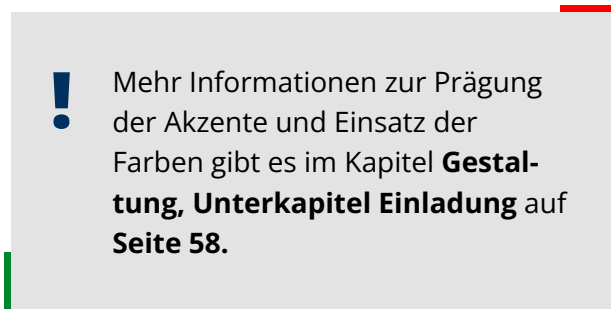 !
Mehr Informationen zur Prägung
der Akzente und Einsatz der
Farben gibt es im Kapitel Gestal-
tung, Unterkapitel Einladung auf
Seite 58.